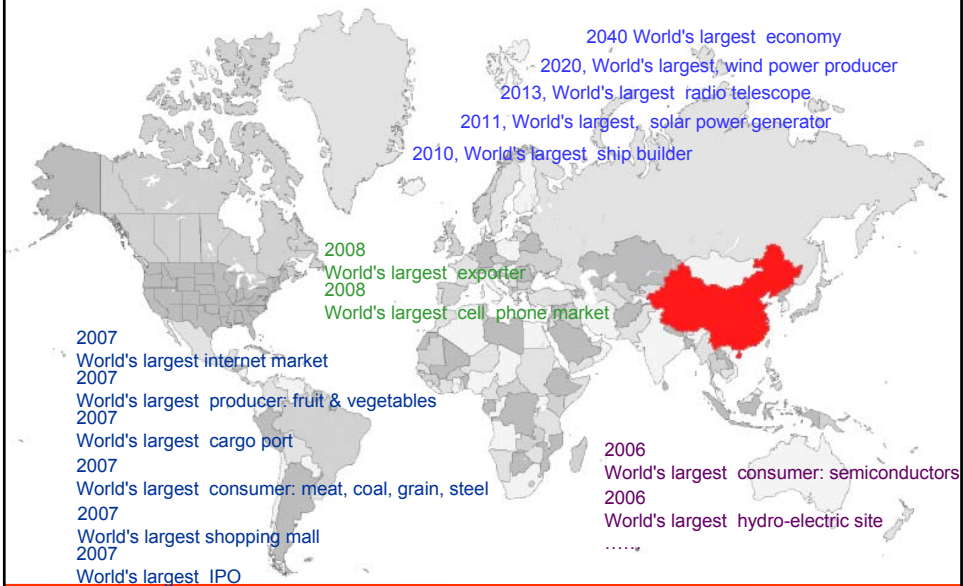 2040 World's largest economy
2020, World's largest, wind power producer
2013, World's largest radio telescope
2011, World's largest, solar power generator
2010, World's largest ship builder
2008
World's largest exporter
2008
World's largest cell phone market
2007
World's largest internet market
2007
World's largest producer: fruit & vegetables
2007
World's largest cargo port
2007
World's largest consumer: meat, coal, grain, steel
2007
World's largest shopping mall
2007
World's largest IPO
2006
World's largest consumer: semiconductors
2006
World's largest hydro-electric site
......